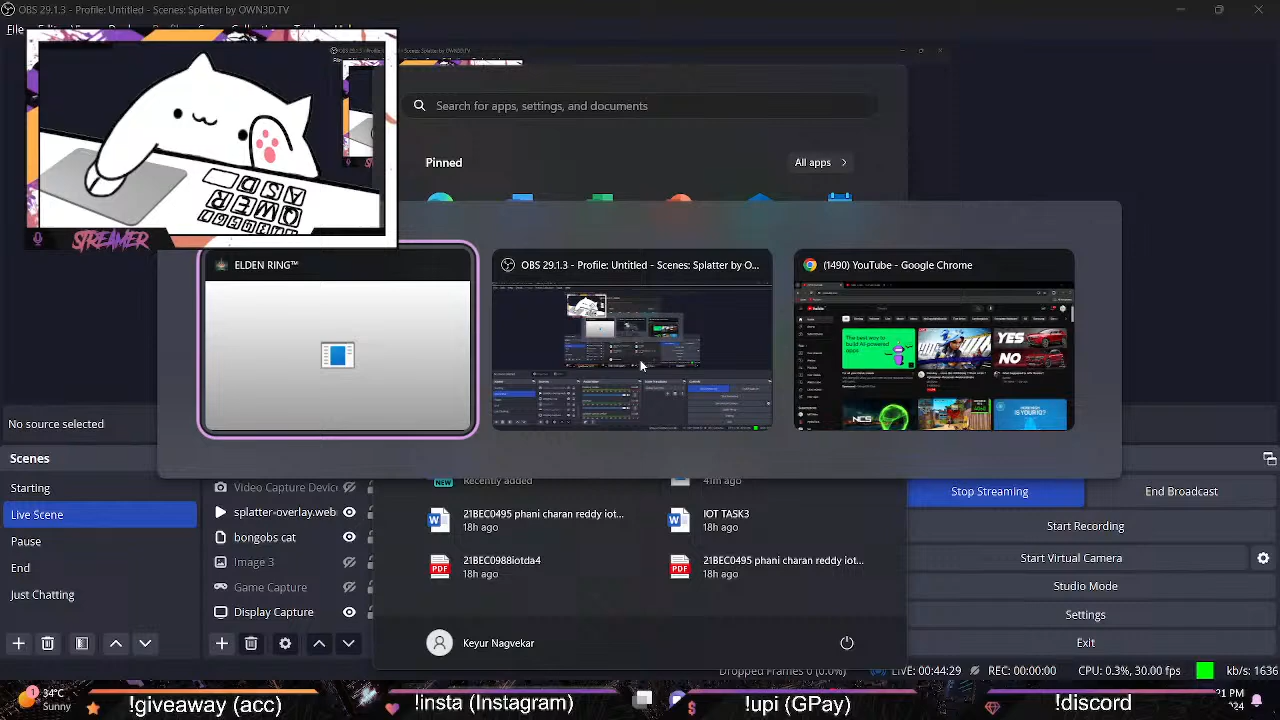 OBS 29.1.3 - Profile: Untitled - Scenes: Splatter by OWN3D.TV
File
Search for apps, settings, and documents
Pinned
All apps
STREAMER
ELDEN RING™
OBS 29.1.3 - Profile: Untitled - Scenes: Splatter by O...
(1490) YouTube - Google Chrome
YES
NO
No source selected
Scenes
Starting
Live Scene
Pause
End
Just Chatting
Video Capture Devic
splatter-overlay.web
bongobs cat
Image 3
Game Capture
Display Capture
NEW
Recently added
41m ago
21BEC0495 phani charan reddy iot...
18h ago
IOT TASK3
18h ago
21BEC0988iotda4
18h ago
21BEC0495 phani charan reddy iot...
18h ago
Keyur Nagvekar
Stop Streaming
End Broadcast
Start Recording
Start Virtual Camera
Studio Mode
Settings
Exit
Dropped Frames 0 (0.0%)
LIVE: 00:44:29
REC: 00:00:00
CPU: 0.3%, 30.00 fps
kb/s: 1636
34°C
Sunny
!giveaway (acc)
!insta (Instagram)
!upi (GPay)
!discord